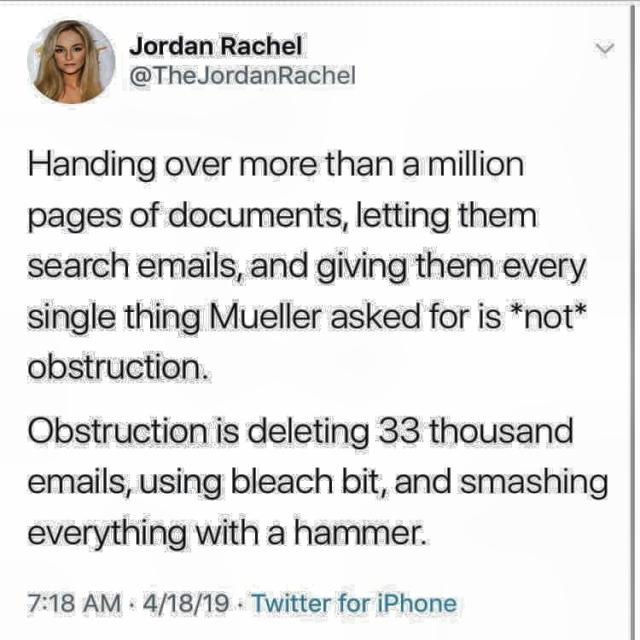 Jordan Rachel
@TheJordanRachel
Handing over more than a million
pages of documents, letting them
search emails, and giving them every
single thing Mueller asked for is *not*
obstruction.
Obstruction is deleting 33 thousand
emails, using bleach bit, and smashing
everything with a hammer.
7:18 AM · 4/18/19 · Twitter for iPhone